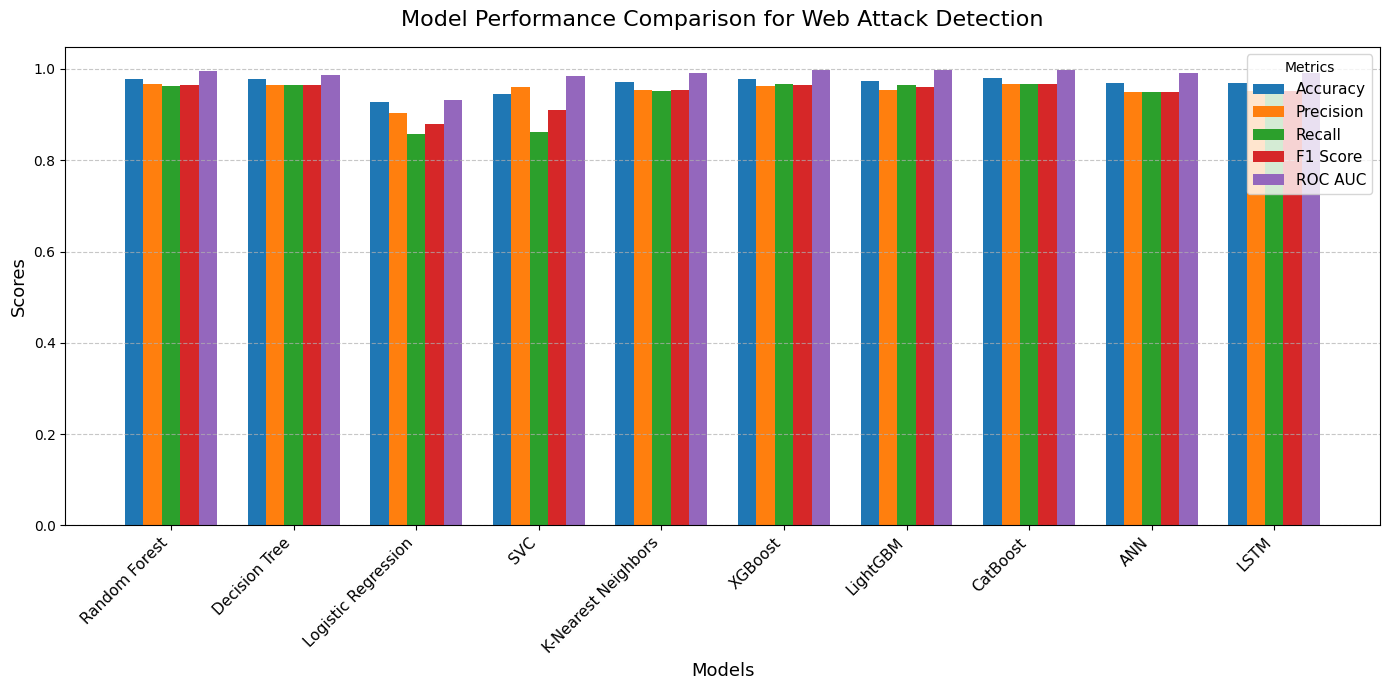 Model Performance Comparison for Web Attack Detection
Scores
1.0
0.8
0.6
0.4
0.2
0.0
Metrics
Accuracy
Precision
Recall
F1 Score
ROC AUC
Random Forest
Decision Tree
Logistic Regression
SVC
K-Nearest Neighbors
XGBoost
LightGBM
CatBoost
ANN
LSTM
Models